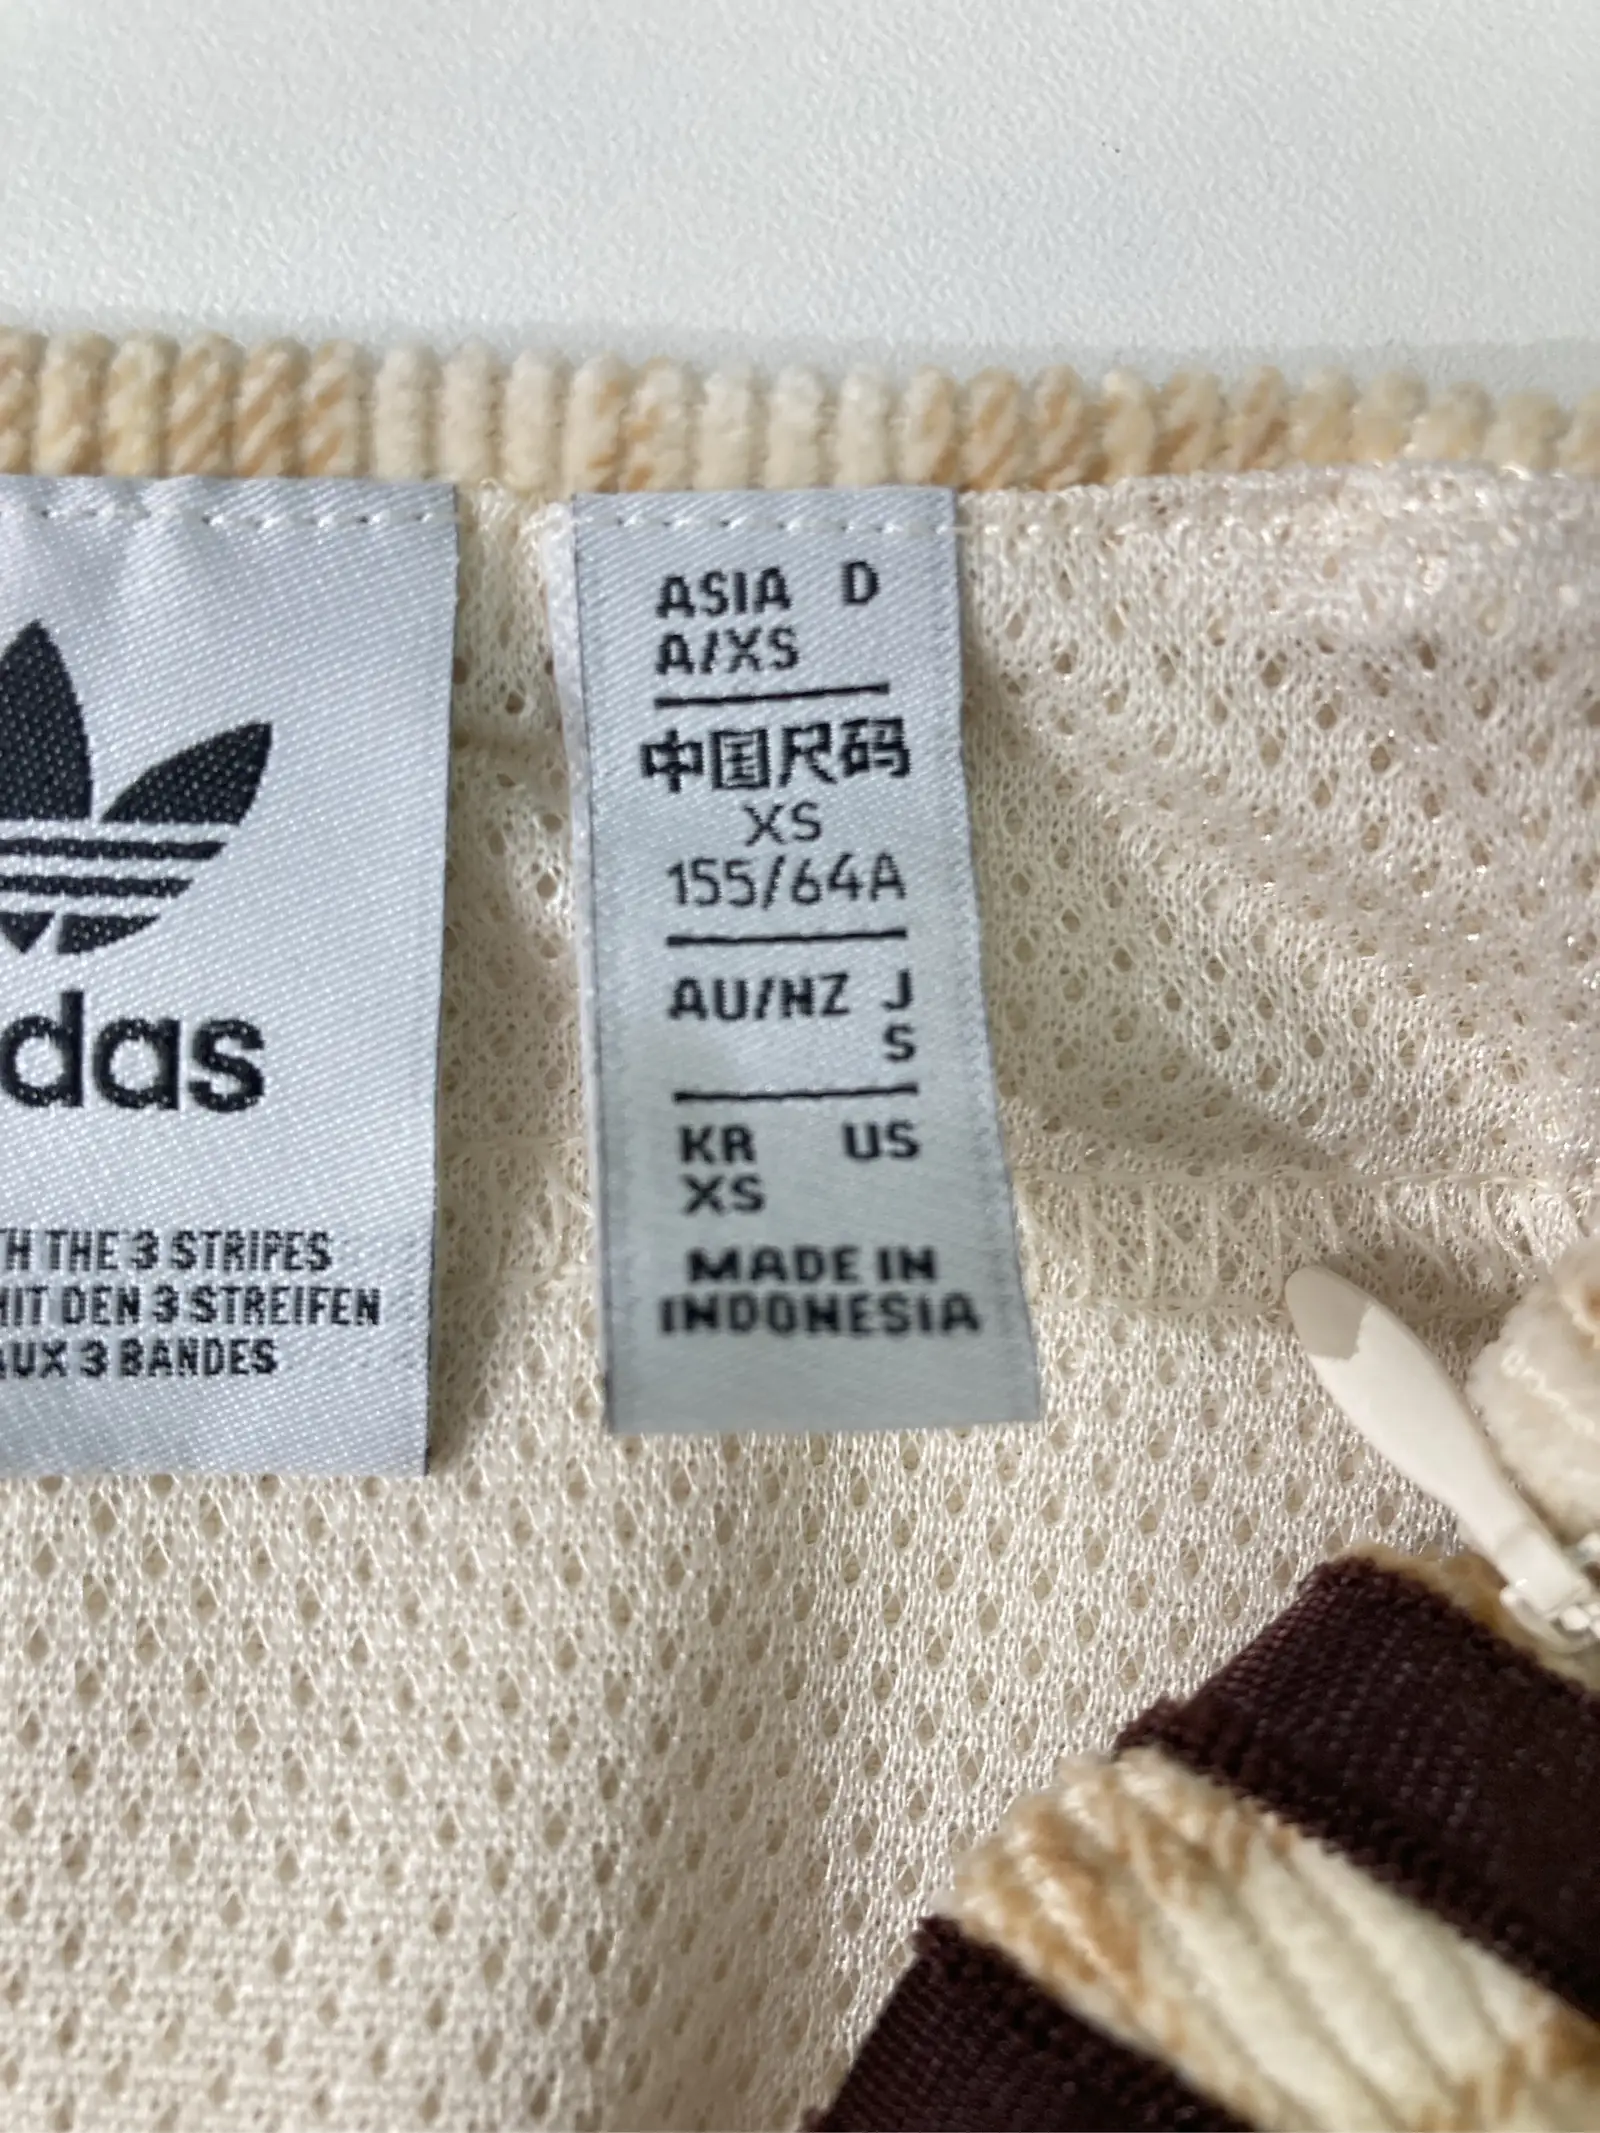 das
H THE 3 STRIPES
MIT DEN 3 STREIFEN
AUX 3 BANDES
ASIA D
A/XS
中国尺码
XS
155/64A
AU/NZ J
S
KR US
XS
MADE IN
INDONESIA